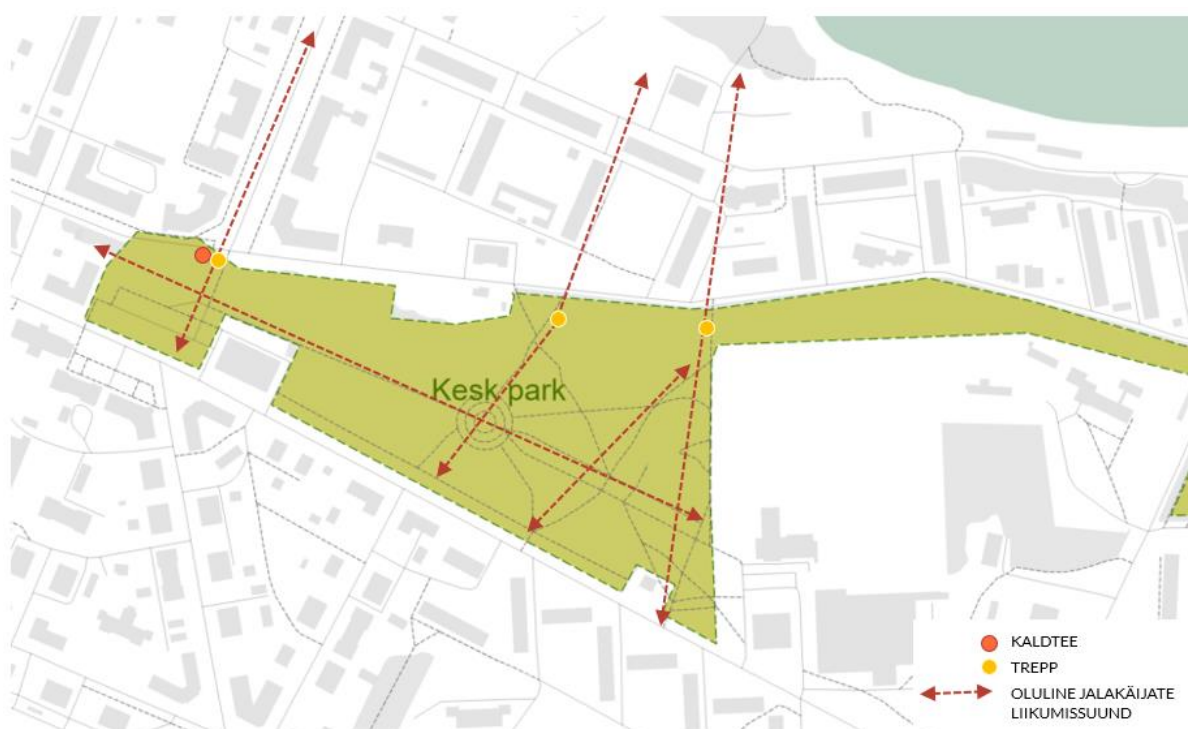 Kesk park
KALDTEE
TREPP
OLULINE JALAKÄIJATE
LIIKUMISSUUND